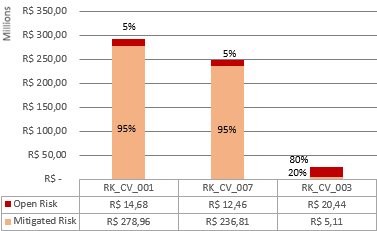 Millions
R$ 350,00
R$ 300,00
R$ 250,00
R$ 200,00
R$ 150,00
R$ 100,00
R$ 50,00
R$ -
5%
95%
5%
95%
80%
20%
RK_CV_001 RK_CV_007 RK_CV_003
Open Risk R$ 14,68 R$ 12,46 R$ 20,44
Mitigated Risk R$ 278,96 R$ 236,81 R$ 5,11